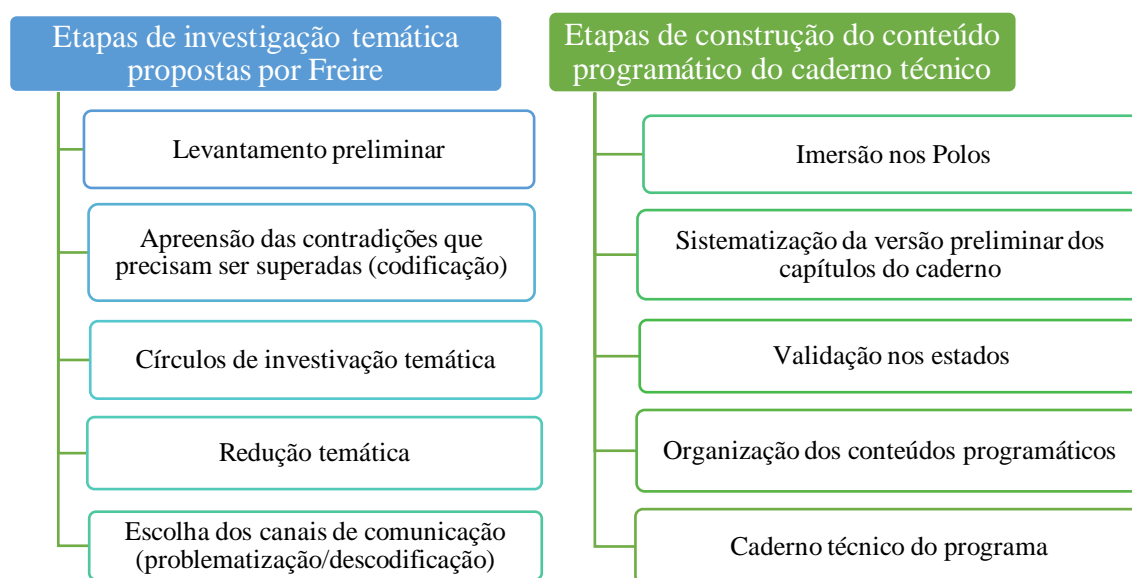 Etapas de investigação temática
propostas por Freire
Levantamento preliminar
Apreensão das contradições que
precisam ser superadas (codificação)
Círculos de investivação temática
Redução temática
Escolha dos canais de comunicação
(problematização/descodificação)
Etapas de construção do conteúdo
programático do caderno técnico
Imersão nos Polos
Sistematização da versão preliminar dos
capítulos do caderno
Validação nos estados
Organização dos conteúdos programáticos
Caderno técnico do programa